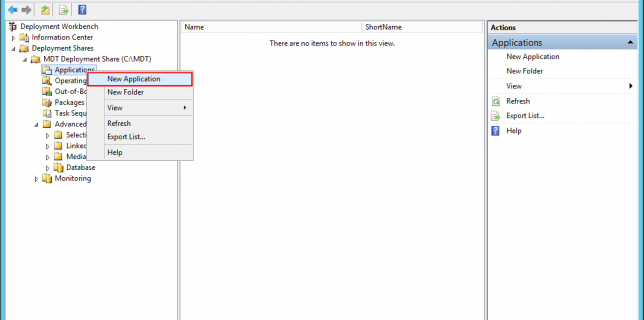 Deployment Workbench
Information Center
Deployment Shares
MDT Deployment Share (C:\MDT)
Applications
Operating
Out-of-Bo
Packages
Task Sequ
Advanced
Selecti
Linked
Media
Database
Monitoring
New Application
New Folder
View
Refresh
Export List...
Help
Name
ShortName
There are no items to show in this view.
Actions
Applications
New Application
New Folder
View
Refresh
Export List...
Help